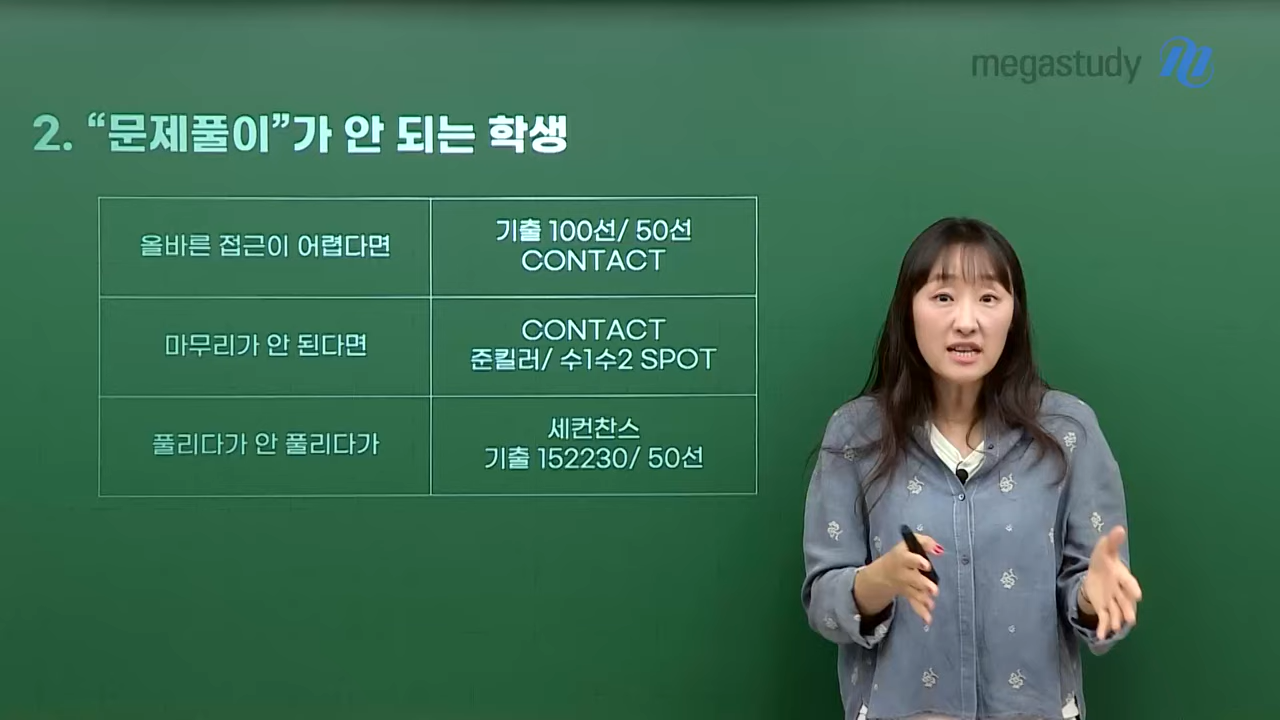 megastudy
2. “문제풀이”가 안 되는 학생
올바른 접근이 어렵다면
기출 100선/ 50선
CONTACT
마무리가 안 된다면
CONTACT
준킬러/ 수1수2 SPOT
풀리다가 안 풀리다가
세컨찬스
기출 152230/ 50선